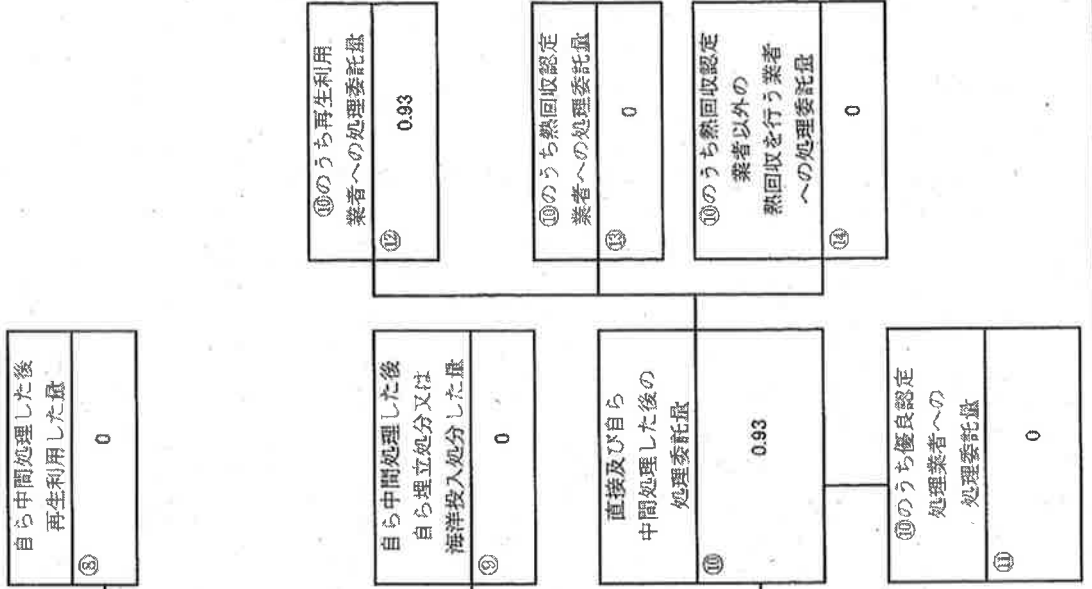 自ら中間処理した後
再生利用した量
⑧
0
自ら中間処理した後
自ら埋立処分又は
海洋投入処分した量
⑨
0
直接及び自ら
中間処理した後の
処理委託量
⑩
0.93
⑩のうち優良認定
処理業者への
処理委託量
⑪
0
⑩のうち再生利用
業者への処理委託量
⑫
0.93
⑩のうち熱回収認定
業者への処理委託量
⑬
0
⑩のうち熱回収認定
業者以外の
熱回収を行う業者
への処理委託量
⑭
0